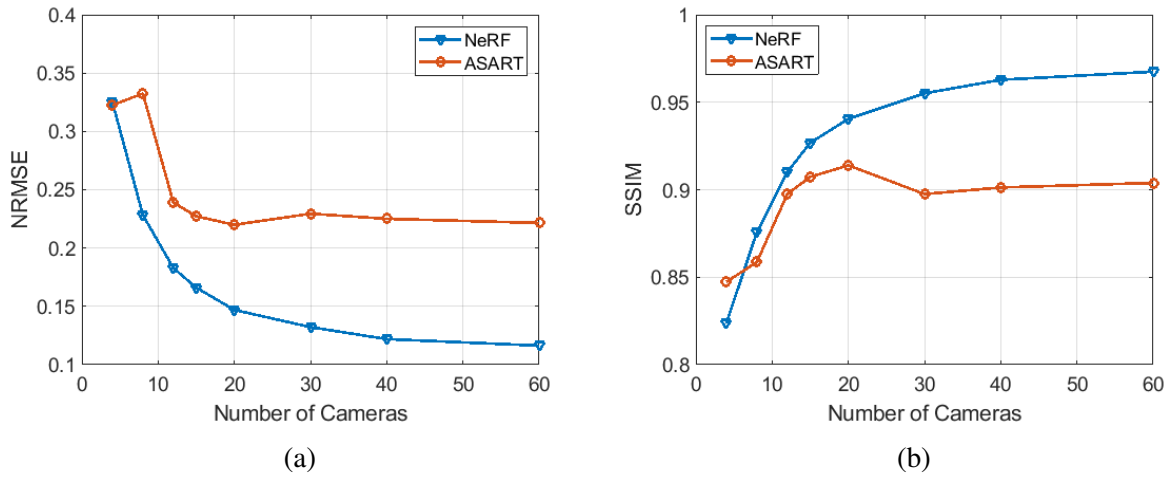 0.4
0.35
0.3
0.25
0.2
0.15
0.1
NRMSE
0 10 20 30 40 50 60
Number of Cameras
NeRF
ASART
(a)
1
0.95
0.9
0.85
0.8
SSIM
0 10 20 30 40 50 60
Number of Cameras
NeRF
ASART
(b)